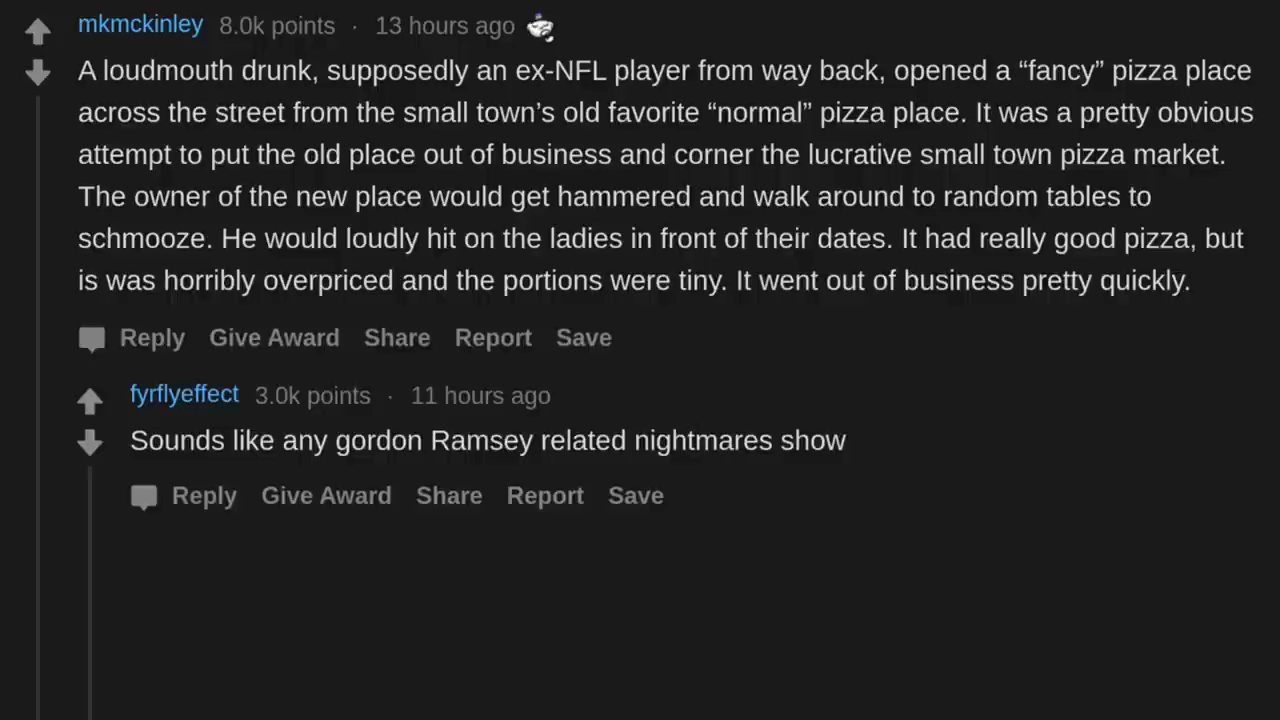 mkmckinley 8.0k points · 13 hours ago
A loudmouth drunk, supposedly an ex-NFL player from way back, opened a “fancy” pizza place
across the street from the small town’s old favorite “normal” pizza place. It was a pretty obvious
attempt to put the old place out of business and corner the lucrative small town pizza market.
The owner of the new place would get hammered and walk around to random tables to
schmooze. He would loudly hit on the ladies in front of their dates. It had really good pizza, but
is was horribly overpriced and the portions were tiny. It went out of business pretty quickly.
Reply Give Award Share Report Save
fyrflyeffect 3.0k points · 11 hours ago
Sounds like any gordon Ramsey related nightmares show
Reply Give Award Share Report Save